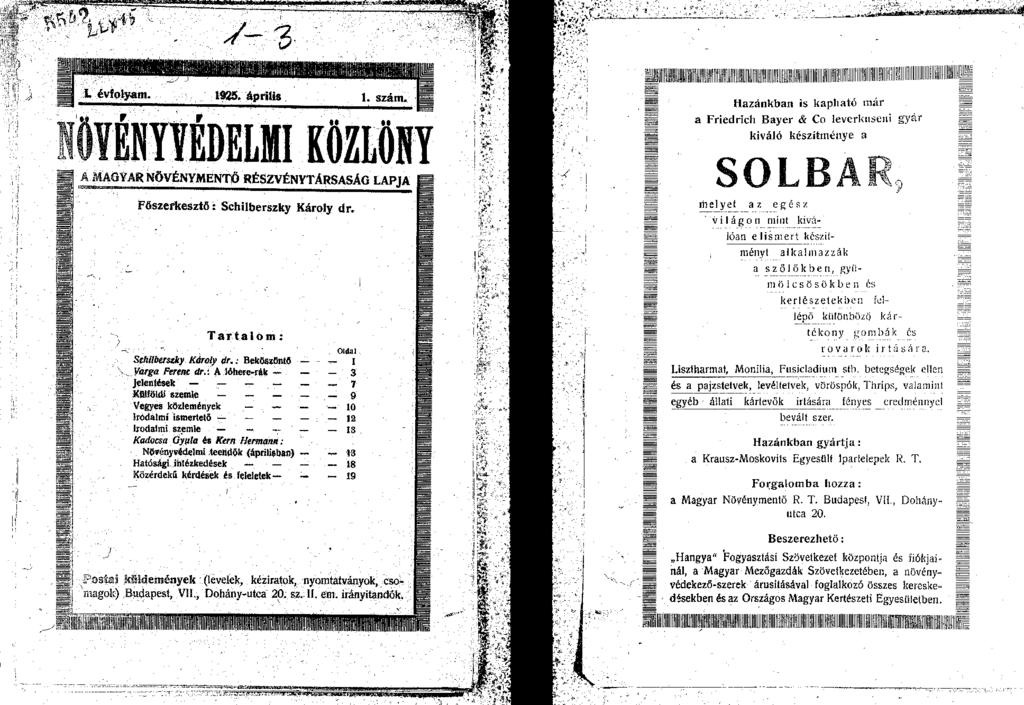 1-3
I. évfolyam. 1925. április 1. szám.
NÖVÉNYVÉDELMI KÖZLÖNY
A MAGYAR NÖVÉNYMENTŐ RÉSZVÉNYTÁRSASÁG LAPJA
Főszerkesztő: Schilberszky Károly dr.
Tartalom:
Oldal
Schilberszky Károly dr.: Beköszöntő — — 1
Varga Ferenc dr.: A lóhere-rák — — — 3
Jelentések — — — — — — 7
Külföldi szemle — — — — — 9
Vegyes közlemények — — — — 10
Irodalmi ismertető — — — — — 12
Irodalmi szemle — — — — — 13
Kadocsa Gyula és Kern Hermann:
Növényvédelmi teendők (áprilisban) — — 13
Hatósági intézkedések — — — — 18
Közérdekű kérdések és feleletek — — — 19
Postai küldemények (levelek, kéziratok, nyomtatványok, cso-
magok) Budapest, VII., Dohány-utca 20. sz. II. em. irányitandók.
Hazánkban is kapható már
a Friedrich Bayer & Co leverkuseni gyár
kiváló készítménye a
SOLBAR,
melyet az egész
világon mint kivá-
lóan elismert készít-
ményt alkalmazzák
a szőlőkben, gyü-
mölcsösökben és
kertészetekben fel-
lépő különböző kár-
tékony gombák és
rovarok irtására.
Lisztharmat, Monilia, Fusicladium stb. betegségek ellen
és a pajzstetvek, levéltetvek, vöröspók, Thrips, valamint
egyéb állati kártevők irtására fényes eredménnyel
bevált szer.
Hazánkban gyártja:
a Krausz-Moskovits Egyesült Ipartelepek R. T.
Forgalomba hozza:
a Magyar Növénymentő R. T. Budapest, VII., Dohány-
utca 20.
Beszerezhető:
„Hangya" Fogyasztási Szövetkezet központja és fiókjai-
nál, a Magyar Mezőgazdák Szövetkezetében, a növény-
védekező-szerek árusításával foglalkozó összes kereske-
désekben és az Országos Magyar Kertészeti Egyesületben.